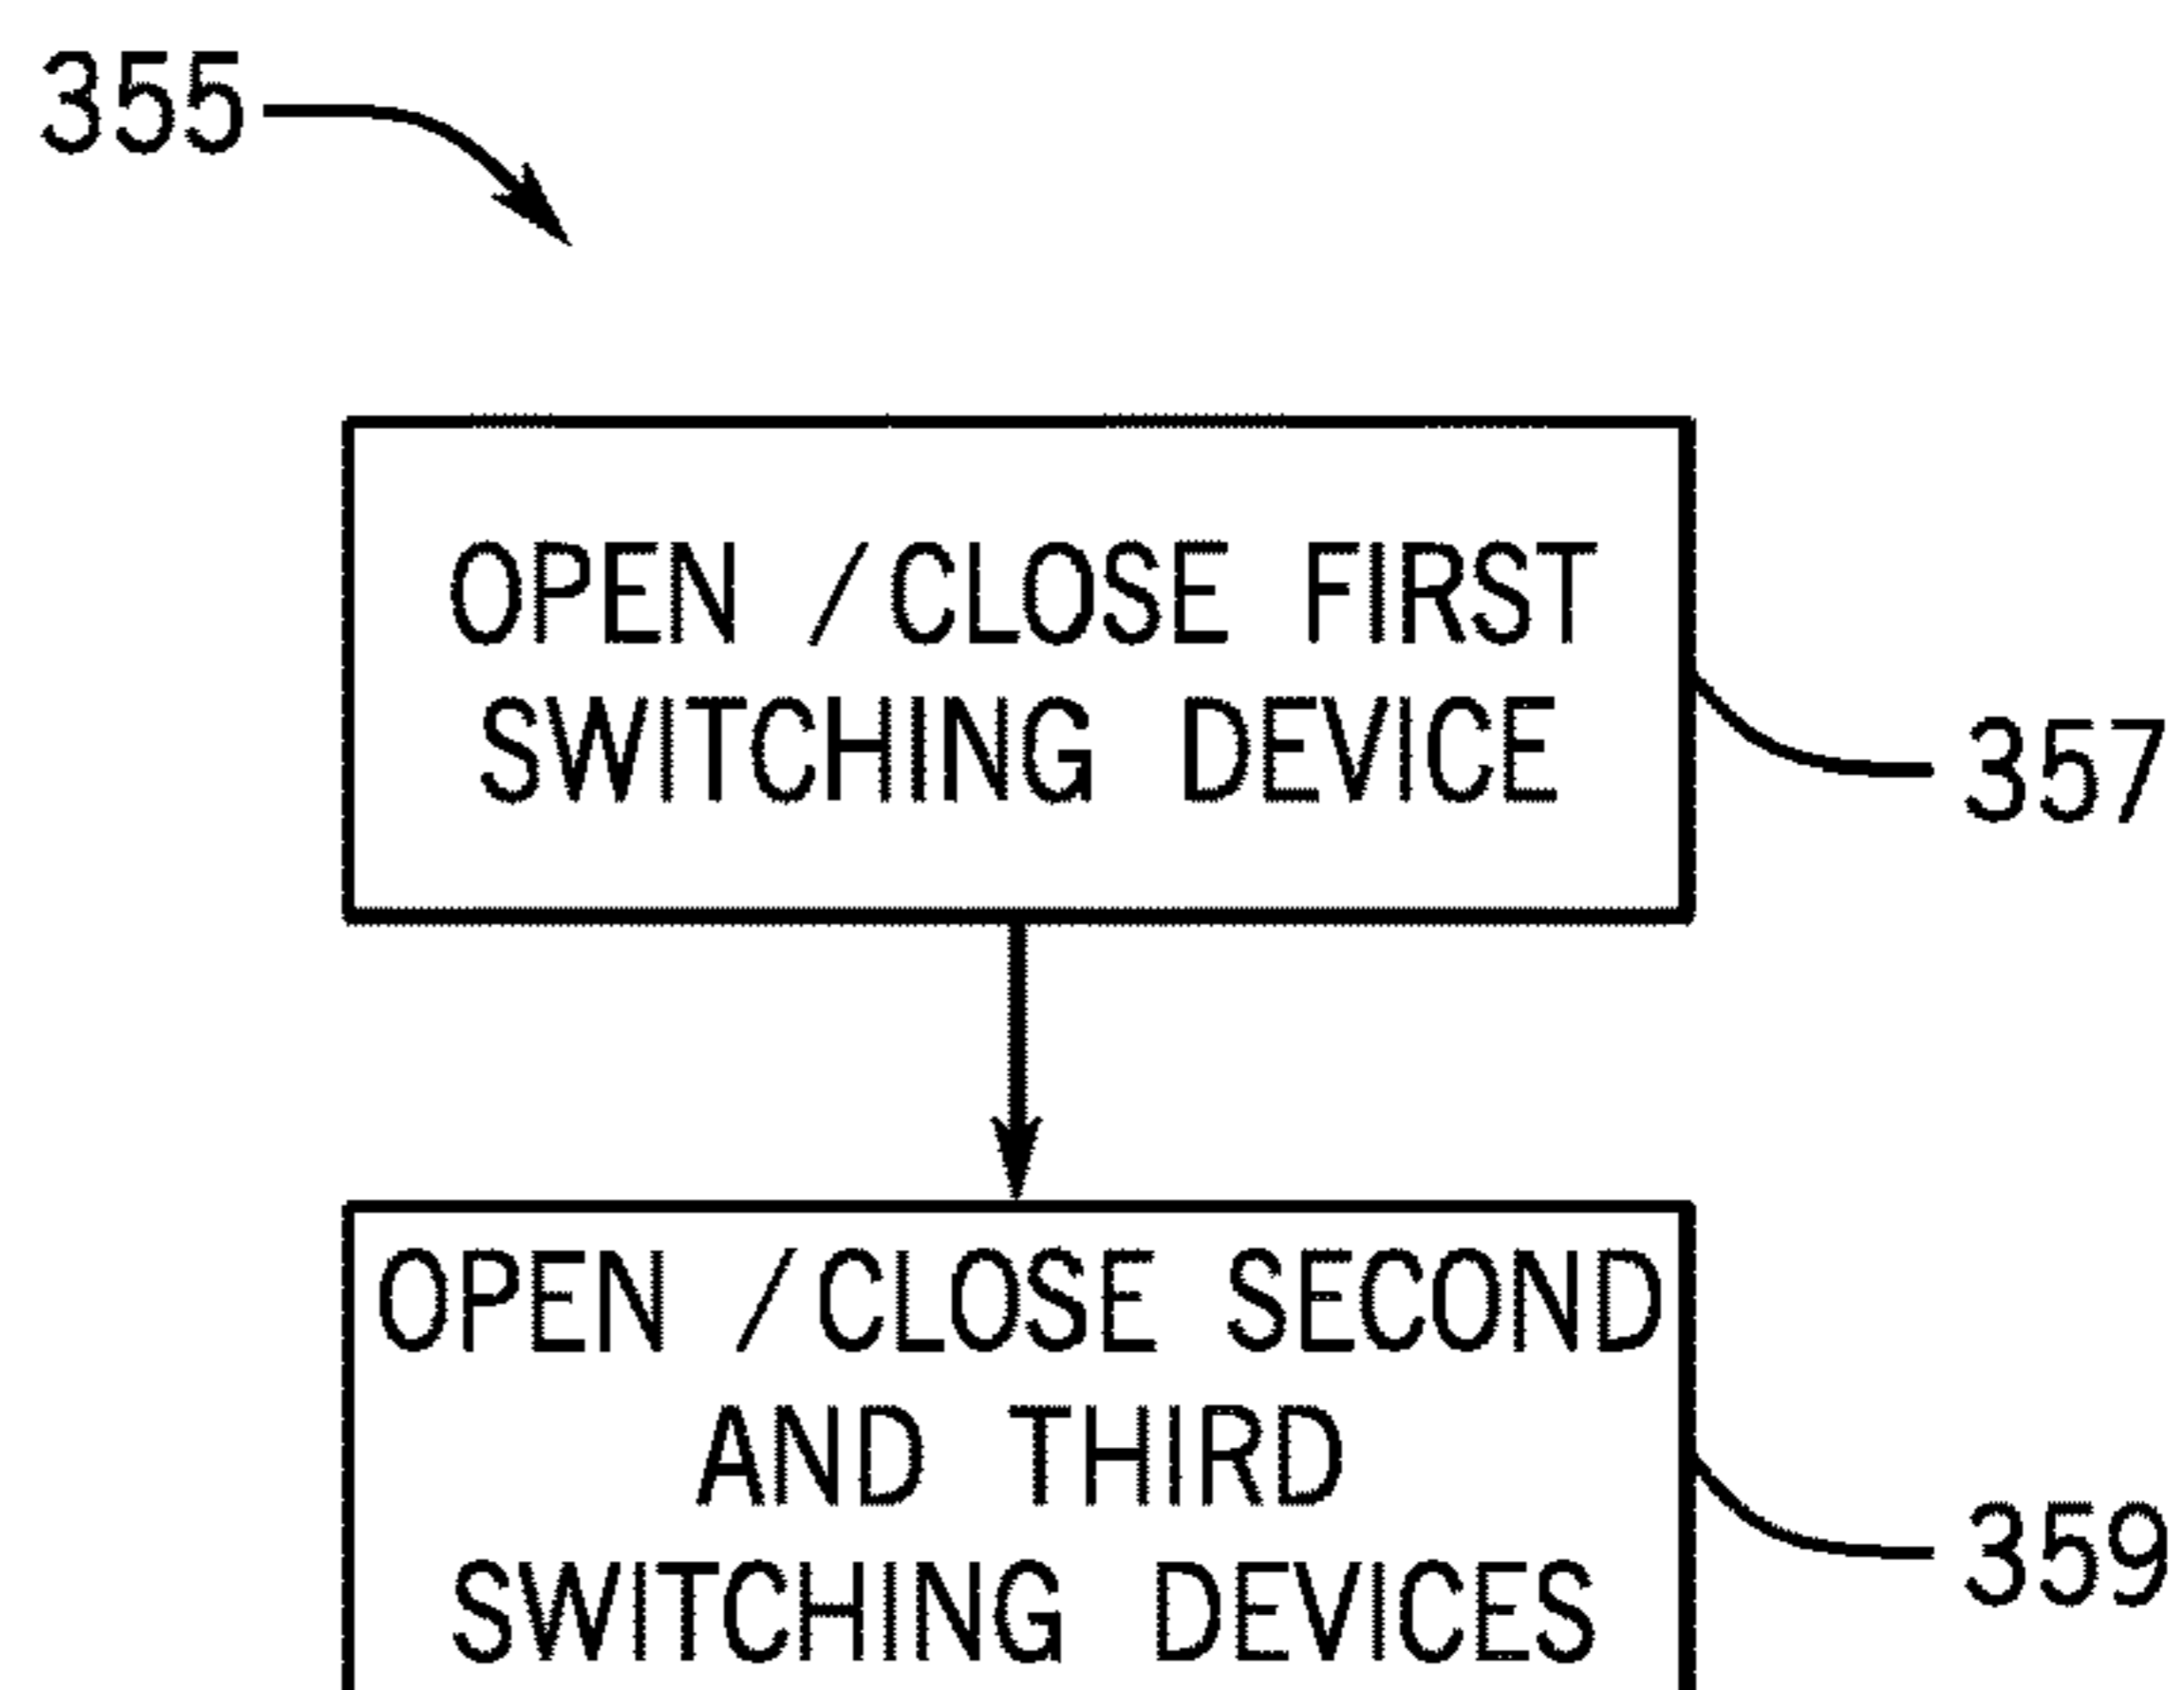 355
OPEN /CLOSE FIRST
SWITCHING DEVICE
357
OPEN /CLOSE SECOND
AND THIRD
SWITCHING DEVICES
359